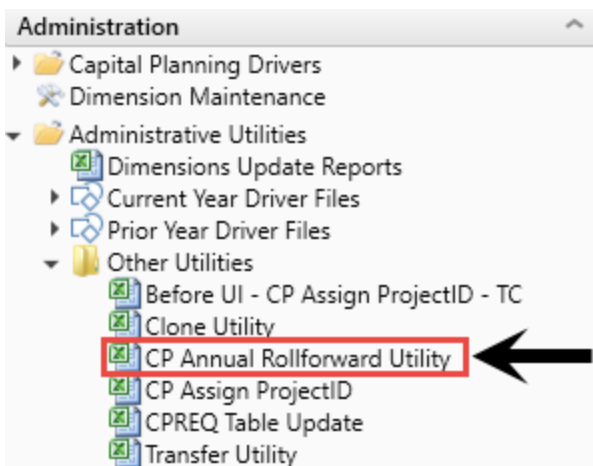 Administration
Capital Planning Drivers
Dimension Maintenance
Administrative Utilities
Dimensions Update Reports
Current Year Driver Files
Prior Year Driver Files
Other Utilities
Before UI - CP Assign ProjectID - TC
Clone Utility
CP Annual Rollforward Utility
CP Assign ProjectID
CPREQ Table Update
Transfer Utility